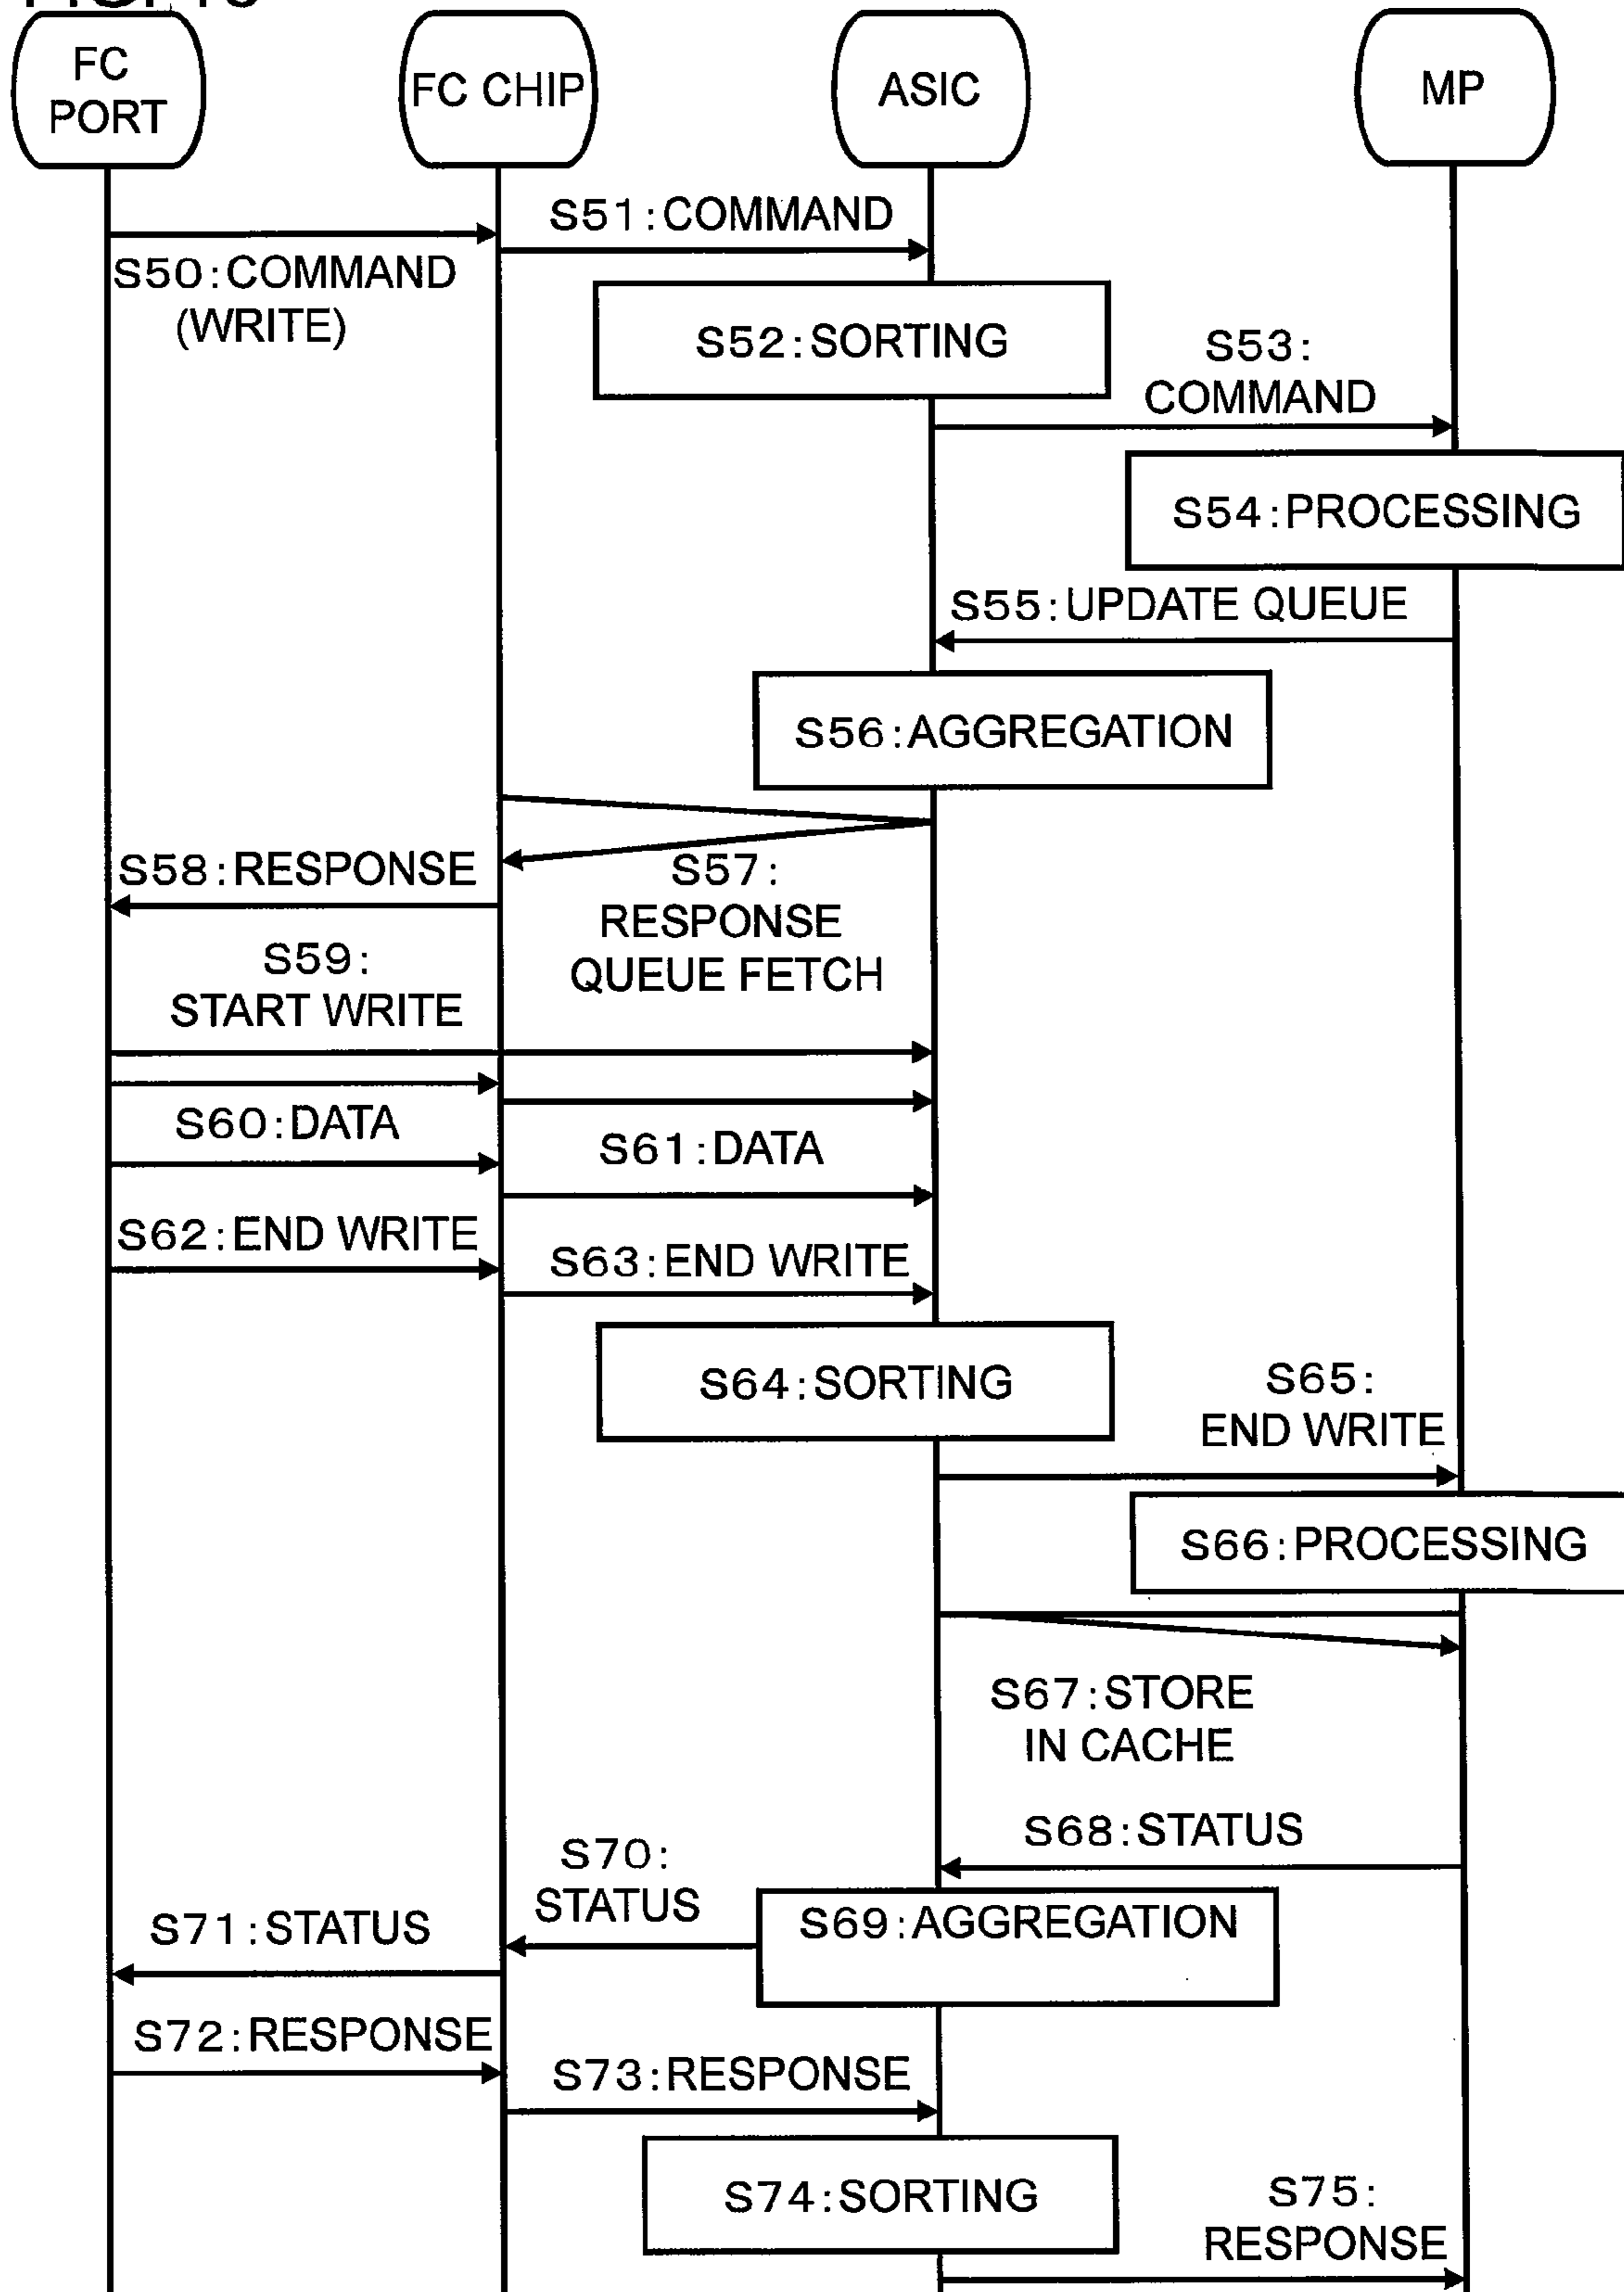 FC
PORT
FC CHIP
ASIC
MP
S51:COMMAND
S50:COMMAND
(WRITE)
S52:SORTING
S53:
COMMAND
S54:PROCESSING
S55:UPDATE QUEUE
S56:AGGREGATION
S58:RESPONSE
S57:
RESPONSE
QUEUE FETCH
S59:
START WRITE
S60:DATA
S61:DATA
S62:END WRITE
S63:END WRITE
S64:SORTING
S65:
END WRITE
S66:PROCESSING
S67:STORE
IN CACHE
S68:STATUS
S70:
STATUS
S69:AGGREGATION
S71:STATUS
S72:RESPONSE
S73:RESPONSE
S74:SORTING
S75:
RESPONSE